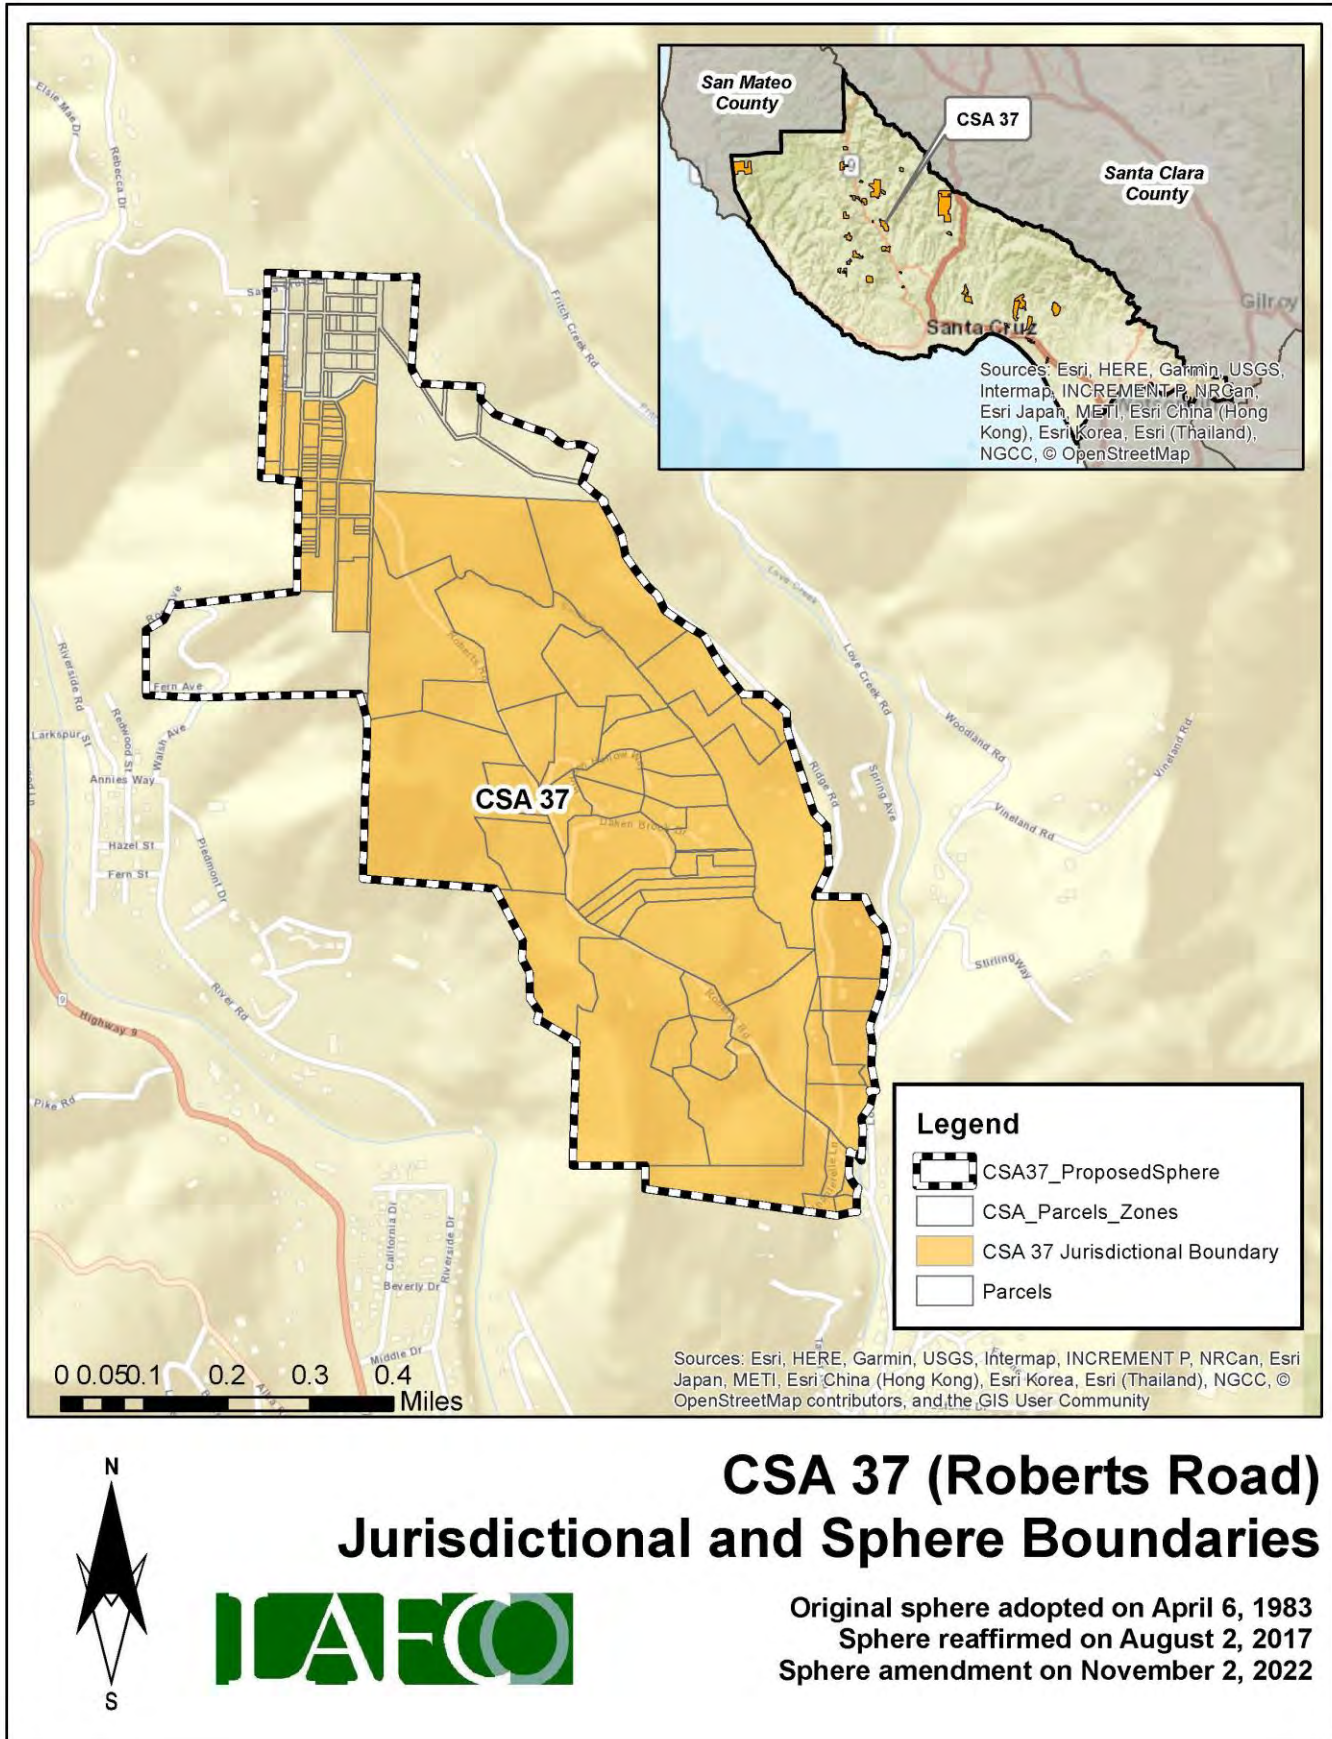 San Mateo
County
CSA 37
9
Santa Clara
County
Gilroy
Santa Cruz
Sources: Esri, HERE, Garmin, USGS,
Intermap, INCREMENT P, NRCan,
Esri Japan, METI, Esri China (Hong
Kong), Esri Korea, Esri (Thailand),
NGCC, © OpenStreetMap
Elsie Mae Dr
Rebecca Dr
Fritch Creek Rd
Love Creek
Love Creek Rd
Roberts Rd
Fern Ave
Riverside Rd
Redwood St
Walsh Ave
Larkspur St
Annies Way
Hazel St
Fern St
Piedmont Dr
CSA 37
Daken Brook Dr
Ridge Rd
Spring Ave
Woodland Rd
Vineland Rd
Vineland Rd
Stirling Way
River Rd
9
Highway 9
Pike Rd
California Dr
Riverside Dr
Beverly Dr
Middle Dr
Legend
CSA37_ProposedSphere
CSA_Parcels_Zones
CSA 37 Jurisdictional Boundary
Parcels
0 0.05 0.1 0.2 0.3 0.4
Miles
Sources: Esri, HERE, Garmin, USGS, Intermap, INCREMENT P, NRCan, Esri
Japan, METI, Esri China (Hong Kong), Esri Korea, Esri (Thailand), NGCC, ©
OpenStreetMap contributors, and the GIS User Community
N
S
CSA 37 (Roberts Road)
Jurisdictional and Sphere Boundaries
LAFCO
Original sphere adopted on April 6, 1983
Sphere reaffirmed on August 2, 2017
Sphere amendment on November 2, 2022